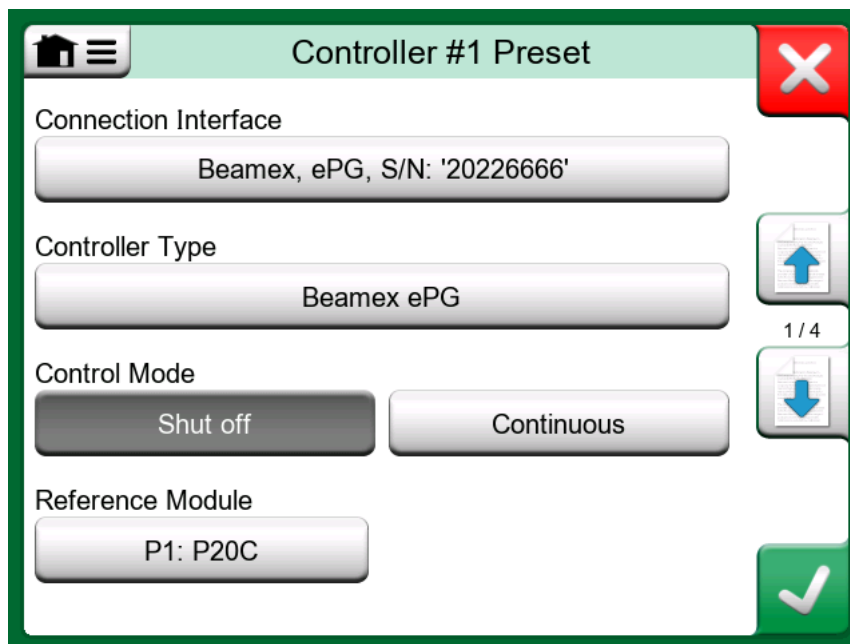 Controller #1 Preset
Connection Interface
Beamex, ePG, S/N: '20226666'
Controller Type
Beamex ePG
1 / 4
Control Mode
Shut off
Continuous
Reference Module
P1: P20C